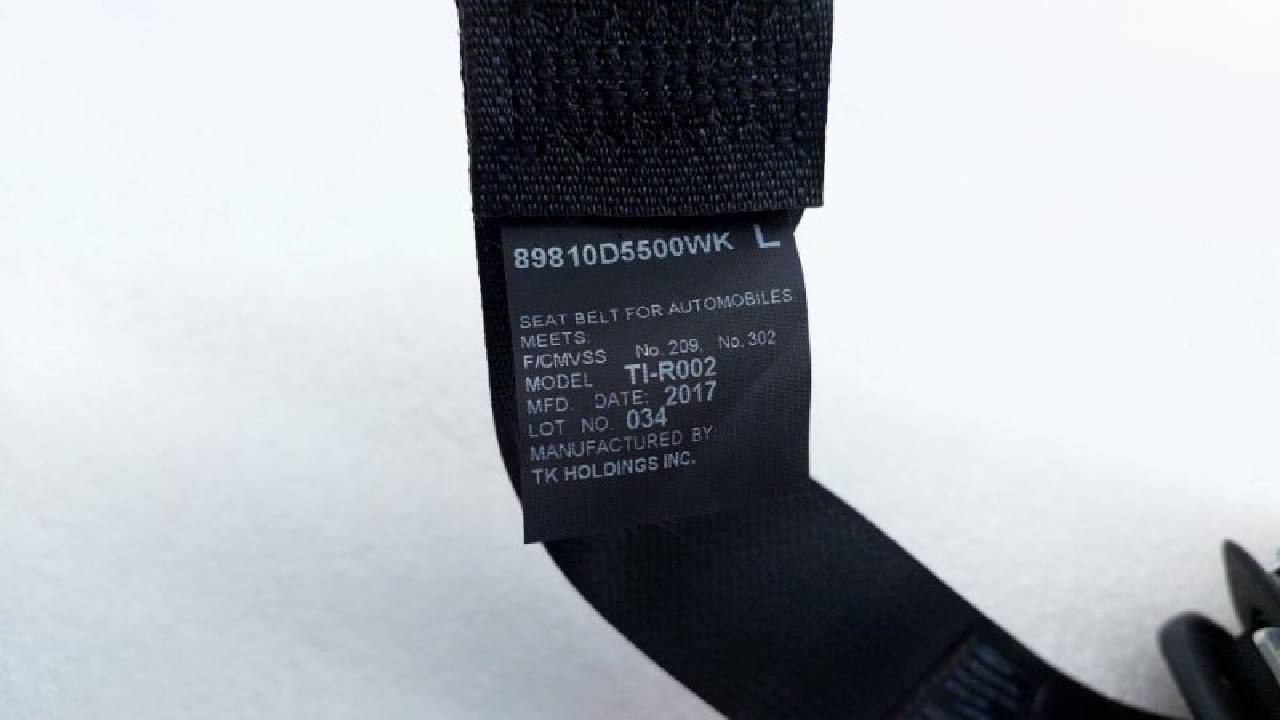 89810D5500WK L
SEAT BELT FOR AUTOMOBILES
MEETS:
F/CMVSS No. 209, No. 302
MODEL TI-R002
MFD. DATE: 2017
LOT NO. 034
MANUFACTURED BY:
TK HOLDINGS INC.